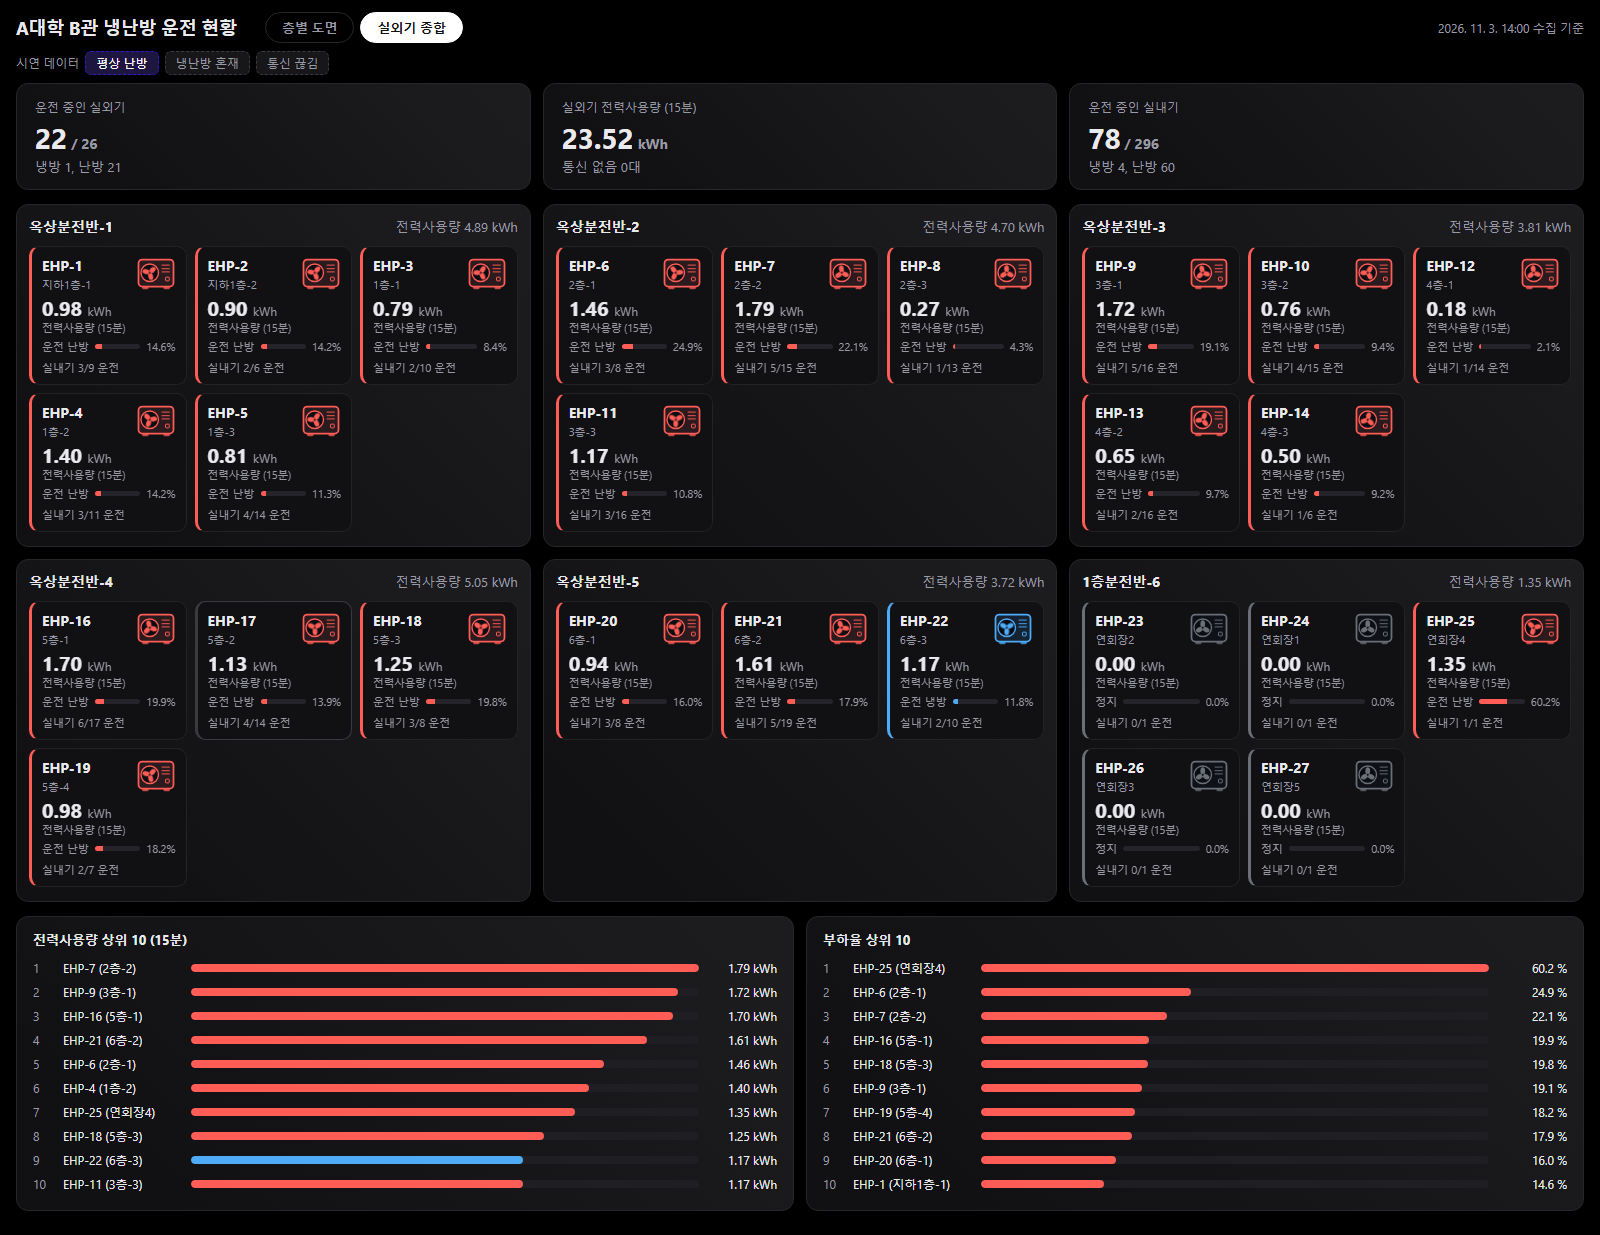 A대학 B관 냉난방 운전 현황
층별 도면
실외기 종합
2026. 11. 3. 14:00 수집 기준
시연 데이터
평상 난방
냉난방 혼재
통신 끊김
운전 중인 실외기
22 / 26
냉방 1, 난방 21
실외기 전력사용량 (15분)
23.52 kWh
통신 없음 0대
운전 중인 실내기
78 / 296
냉방 4, 난방 60
옥상분전반-1
전력사용량 4.89 kWh
EHP-1
지하1층-1
0.98 kWh
전력사용량 (15분)
운전 난방 14.6%
실내기 3/9 운전
EHP-2
지하1층-2
0.90 kWh
전력사용량 (15분)
운전 난방 14.2%
실내기 2/6 운전
EHP-3
1층-1
0.79 kWh
전력사용량 (15분)
운전 난방 8.4%
실내기 2/10 운전
EHP-4
1층-2
1.40 kWh
전력사용량 (15분)
운전 난방 14.2%
실내기 3/11 운전
EHP-5
1층-3
0.81 kWh
전력사용량 (15분)
운전 난방 11.3%
실내기 4/14 운전
옥상분전반-2
전력사용량 4.70 kWh
EHP-6
2층-1
1.46 kWh
전력사용량 (15분)
운전 난방 24.9%
실내기 3/8 운전
EHP-7
2층-2
1.79 kWh
전력사용량 (15분)
운전 난방 22.1%
실내기 5/15 운전
EHP-8
2층-3
0.27 kWh
전력사용량 (15분)
운전 난방 4.3%
실내기 1/13 운전
EHP-11
3층-3
1.17 kWh
전력사용량 (15분)
운전 난방 10.8%
실내기 3/16 운전
옥상분전반-3
전력사용량 3.81 kWh
EHP-9
3층-1
1.72 kWh
전력사용량 (15분)
운전 난방 19.1%
실내기 5/16 운전
EHP-10
3층-2
0.76 kWh
전력사용량 (15분)
운전 난방 9.4%
실내기 4/15 운전
EHP-12
4층-1
0.18 kWh
전력사용량 (15분)
운전 난방 2.1%
실내기 1/14 운전
EHP-13
4층-2
0.65 kWh
전력사용량 (15분)
운전 난방 9.7%
실내기 2/16 운전
EHP-14
4층-3
0.50 kWh
전력사용량 (15분)
운전 난방 9.2%
실내기 1/6 운전
옥상분전반-4
전력사용량 5.05 kWh
EHP-16
5층-1
1.70 kWh
전력사용량 (15분)
운전 난방 19.9%
실내기 6/17 운전
EHP-17
5층-2
1.13 kWh
전력사용량 (15분)
운전 난방 13.9%
실내기 4/14 운전
EHP-18
5층-3
1.25 kWh
전력사용량 (15분)
운전 난방 19.8%
실내기 3/8 운전
EHP-19
5층-4
0.98 kWh
전력사용량 (15분)
운전 난방 18.2%
실내기 2/7 운전
옥상분전반-5
전력사용량 3.72 kWh
EHP-20
6층-1
0.94 kWh
전력사용량 (15분)
운전 난방 16.0%
실내기 3/8 운전
EHP-21
6층-2
1.61 kWh
전력사용량 (15분)
운전 난방 17.9%
실내기 5/19 운전
EHP-22
6층-3
1.17 kWh
전력사용량 (15분)
운전 냉방 11.8%
실내기 2/10 운전
1층분전반-6
전력사용량 1.35 kWh
EHP-23
연회장2
0.00 kWh
전력사용량 (15분)
정지 0.0%
실내기 0/1 운전
EHP-24
연회장1
0.00 kWh
전력사용량 (15분)
정지 0.0%
실내기 0/1 운전
EHP-25
연회장4
1.35 kWh
전력사용량 (15분)
운전 난방 60.2%
실내기 1/1 운전
EHP-26
연회장3
0.00 kWh
전력사용량 (15분)
정지 0.0%
실내기 0/1 운전
EHP-27
연회장5
0.00 kWh
전력사용량 (15분)
정지 0.0%
실내기 0/1 운전
전력사용량 상위 10 (15분)
1 EHP-7 (2층-2) 1.79 kWh
2 EHP-9 (3층-1) 1.72 kWh
3 EHP-16 (5층-1) 1.70 kWh
4 EHP-21 (6층-2) 1.61 kWh
5 EHP-6 (2층-1) 1.46 kWh
6 EHP-4 (1층-2) 1.40 kWh
7 EHP-25 (연회장4) 1.35 kWh
8 EHP-18 (5층-3) 1.25 kWh
9 EHP-22 (6층-3) 1.17 kWh
10 EHP-11 (3층-3) 1.17 kWh
부하율 상위 10
1 EHP-25 (연회장4) 60.2 %
2 EHP-6 (2층-1) 24.9 %
3 EHP-7 (2층-2) 22.1 %
4 EHP-16 (5층-1) 19.9 %
5 EHP-18 (5층-3) 19.8 %
6 EHP-9 (3층-1) 19.1 %
7 EHP-19 (5층-4) 18.2 %
8 EHP-21 (6층-2) 17.9 %
9 EHP-20 (6층-1) 16.0 %
10 EHP-1 (지하1층-1) 14.6 %